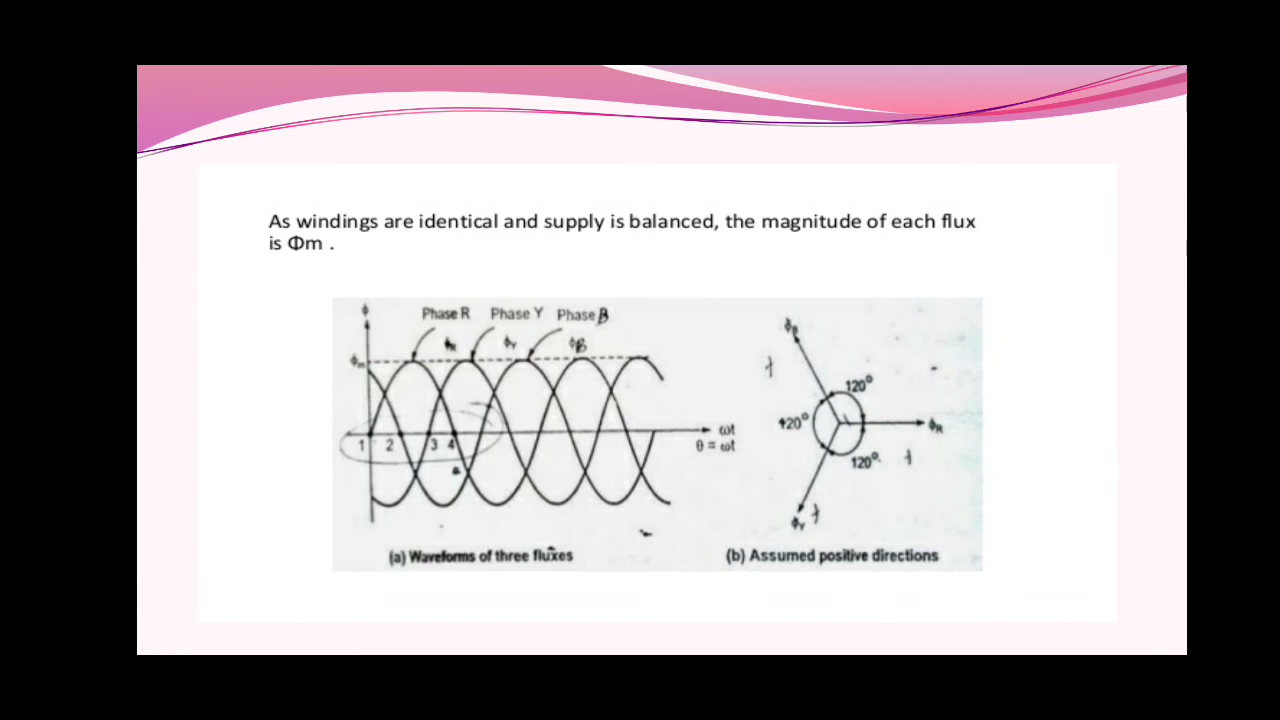 As windings are identical and supply is balanced, the magnitude of each flux
is Φm .
ϕ
Phase R Phase Y Phase B
ϕR ϕY ϕB
ϕm
1 2 3 4
ωt
θ = ωt
(a) Waveforms of three fluxes
ϕB
120°
120°
ϕR
120°
ϕY
(b) Assumed positive directions